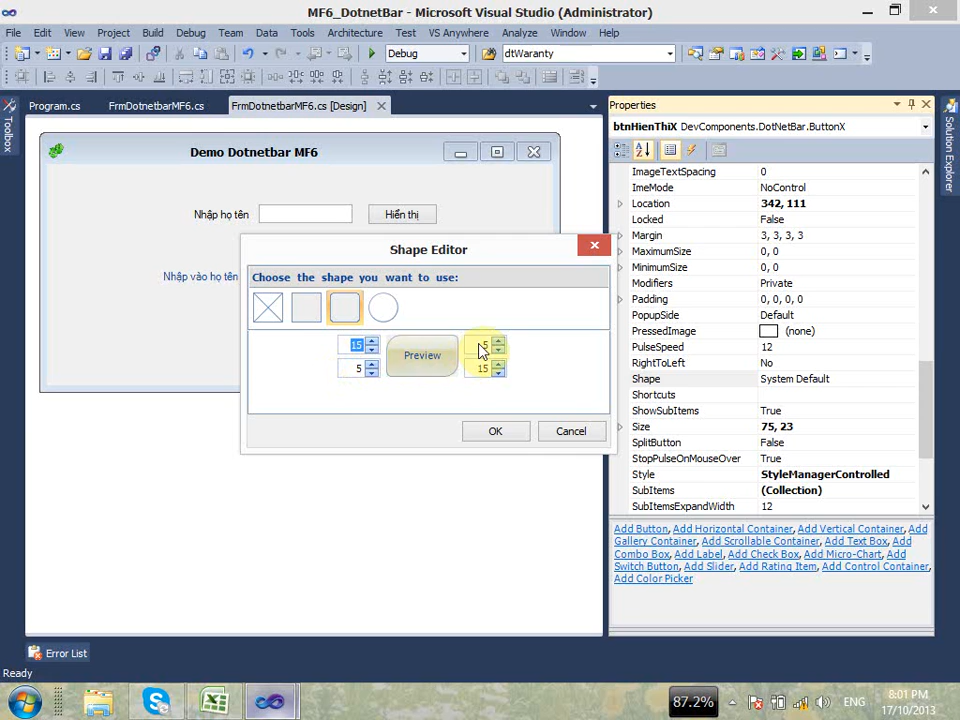 MF6_DotnetBar - Microsoft Visual Studio (Administrator)
File Edit View Project Build Debug Team Data Tools Architecture Test VS Anywhere Analyze Window Help
Debug dtWaranty
Program.cs FrmDotnetbarMF6.cs FrmDotnetbarMF6.cs [Design]
Toolbox
Demo Dotnetbar MF6
Nhập họ tên Hiển thị
Nhập vào họ tên
Shape Editor
Choose the shape you want to use:
15 Preview 5
5 15
OK Cancel
Properties
btnHienThiX DevComponents.DotNetBar.ButtonX
ImageTextSpacing 0
ImeMode NoControl
Location 342, 111
Locked False
Margin 3, 3, 3, 3
MaximumSize 0, 0
MinimumSize 0, 0
Modifiers Private
Padding 0, 0, 0, 0
PopupSide Default
PressedImage (none)
PulseSpeed 12
RightToLeft No
Shape System Default
Shortcuts
ShowSubItems True
Size 75, 23
SplitButton False
StopPulseOnMouseOver True
Style StyleManagerControlled
SubItems (Collection)
SubItemsExpandWidth 12
Add Button, Add Horizontal Container, Add Vertical Container, Add
Gallery Container, Add Scrollable Container, Add Text Box, Add
Combo Box, Add Label, Add Check Box, Add Micro-Chart, Add
Switch Button, Add Slider, Add Rating Item, Add Control Container,
Add Color Picker
Solution Explorer
Error List
Ready
87.2% ENG
8:01 PM
17/10/2013